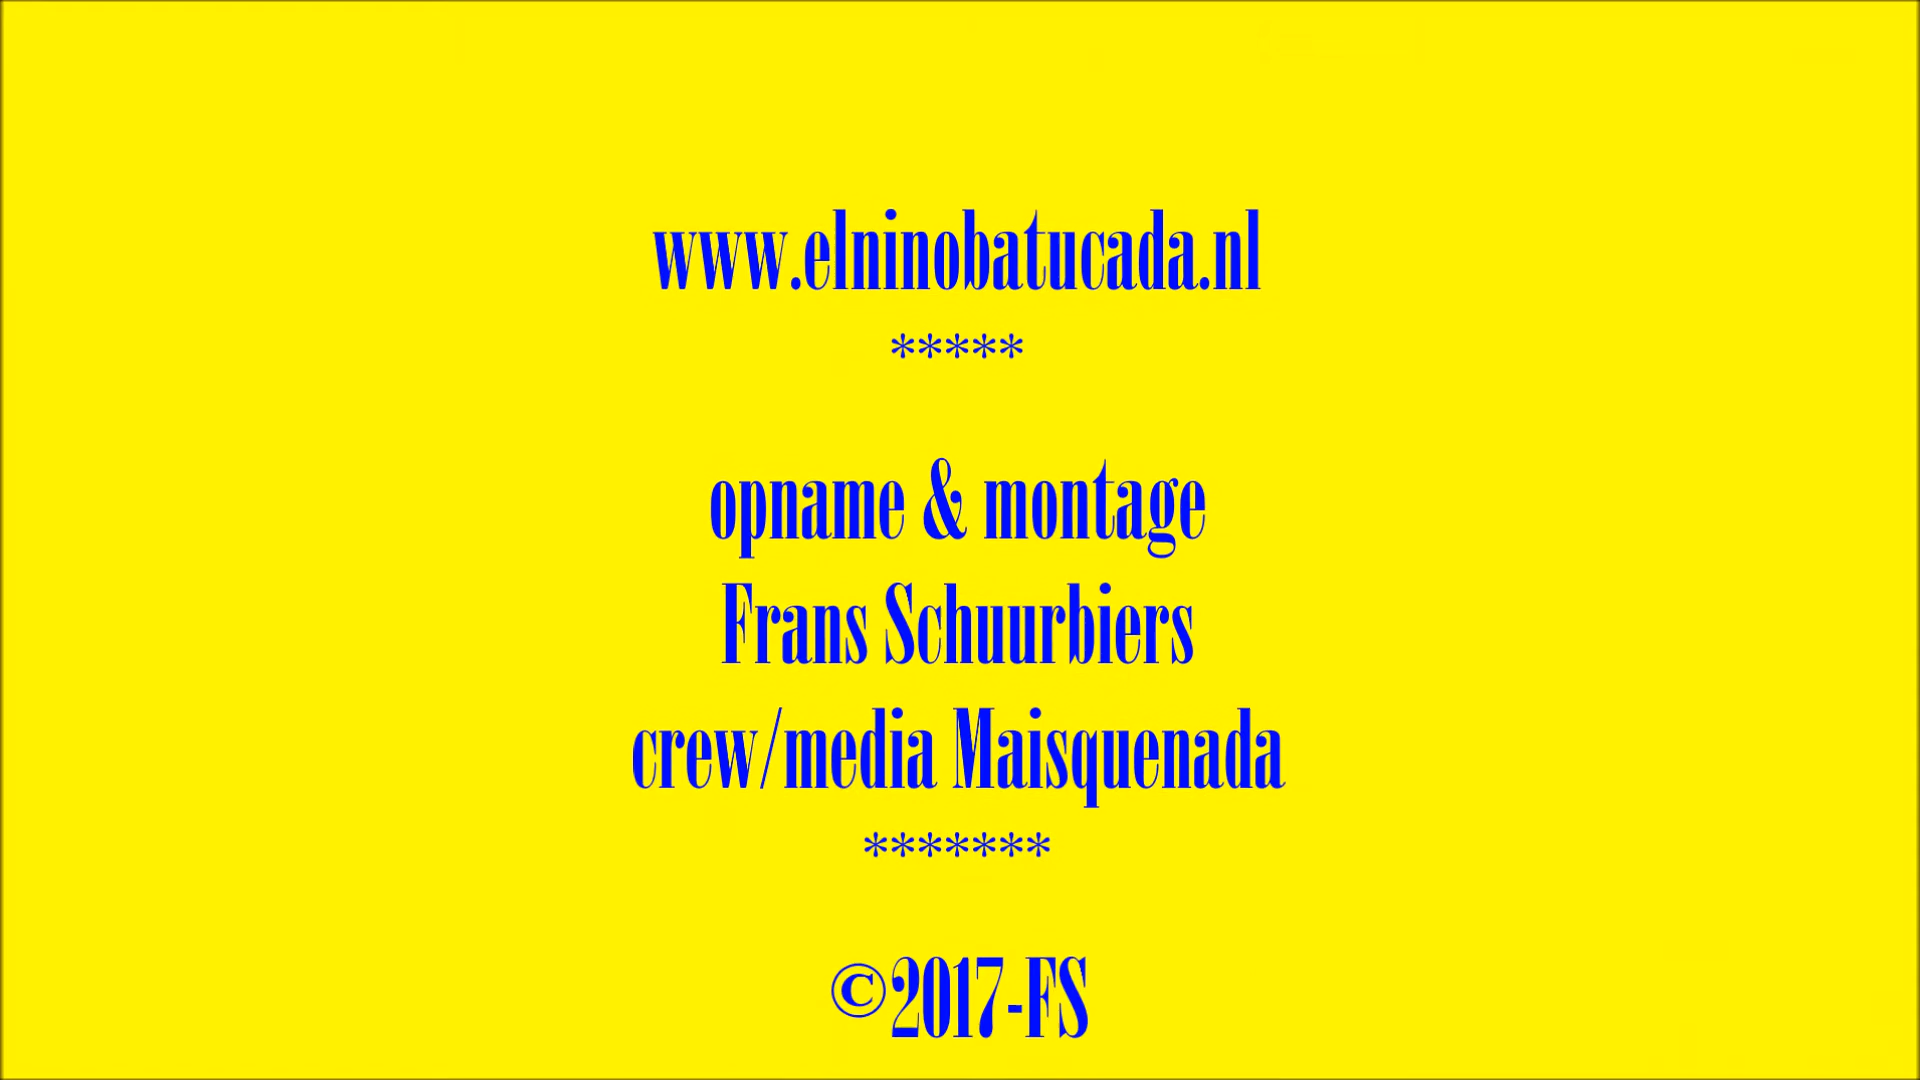 www.elninobatucada.nl
*****
opname & montage
Frans Schuurbiers
crew/media Maisquenada
*******
©2017-FS